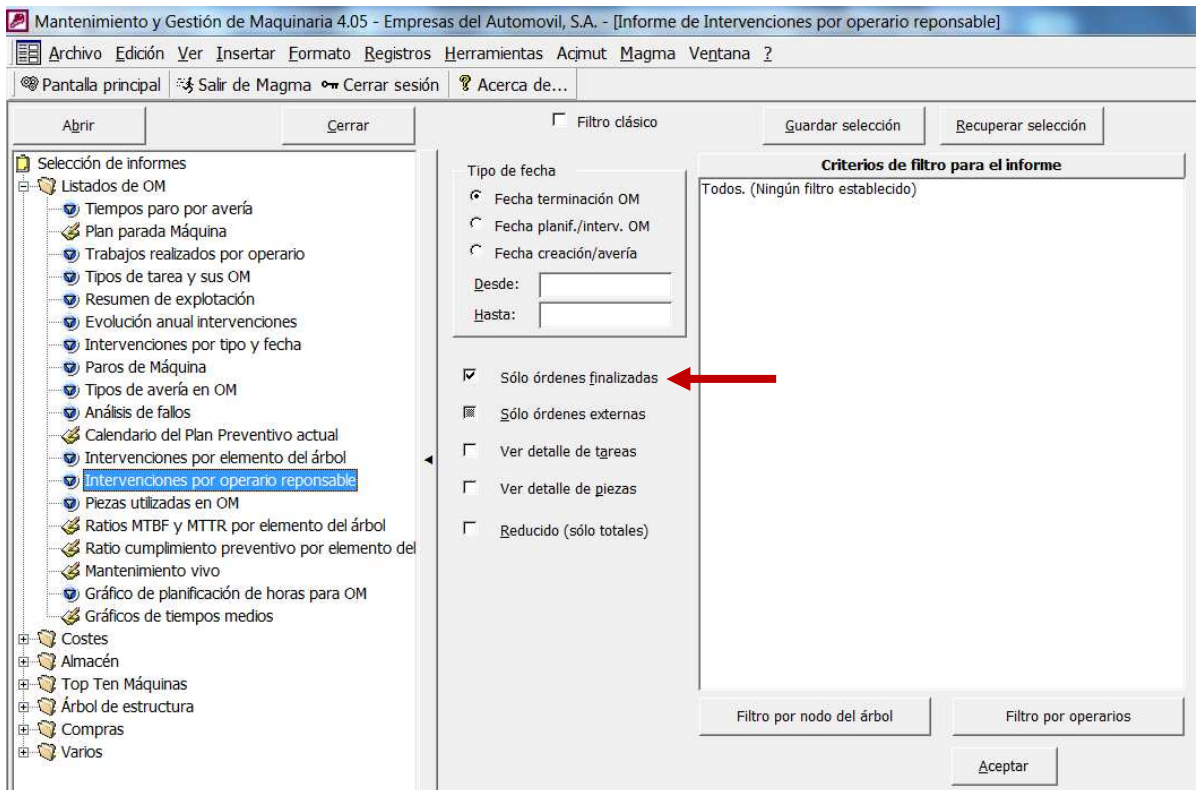 Mantenimiento y Gestión de Maquinaria 4.05 - Empresas del Automovil, S.A. - [Informe de Intervenciones por operario reponsable]
Archivo Edición Ver Insertar Formato Registros Herramientas Acimut Magma Ventana ?
Pantalla principal Salir de Magma Cerrar sesión Acerca de...
Abrir Cerrar
Filtro clásico
Guardar selección Recuperar selección
Selección de informes
Listados de OM
Tiempos paro por avería
Plan parada Máquina
Trabajos realizados por operario
Tipos de tarea y sus OM
Resumen de explotación
Evolución anual intervenciones
Intervenciones por tipo y fecha
Paros de Máquina
Tipos de avería en OM
Análisis de fallos
Calendario del Plan Preventivo actual
Intervenciones por elemento del árbol
Intervenciones por operario reponsable
Piezas utilizadas en OM
Ratios MTBF y MTTR por elemento del árbol
Ratio cumplimiento preventivo por elemento del
Mantenimiento vivo
Gráfico de planificación de horas para OM
Gráficos de tiempos medios
Costes
Almacén
Top Ten Máquinas
Árbol de estructura
Compras
Varios
Tipo de fecha
Fecha terminación OM
Fecha planif./interv. OM
Fecha creación/avería
Desde:
Hasta:
Sólo órdenes finalizadas
Sólo órdenes externas
Ver detalle de tareas
Ver detalle de piezas
Reducido (sólo totales)
Criterios de filtro para el informe
Todos. (Ningún filtro establecido)
Filtro por nodo del árbol Filtro por operarios
Aceptar